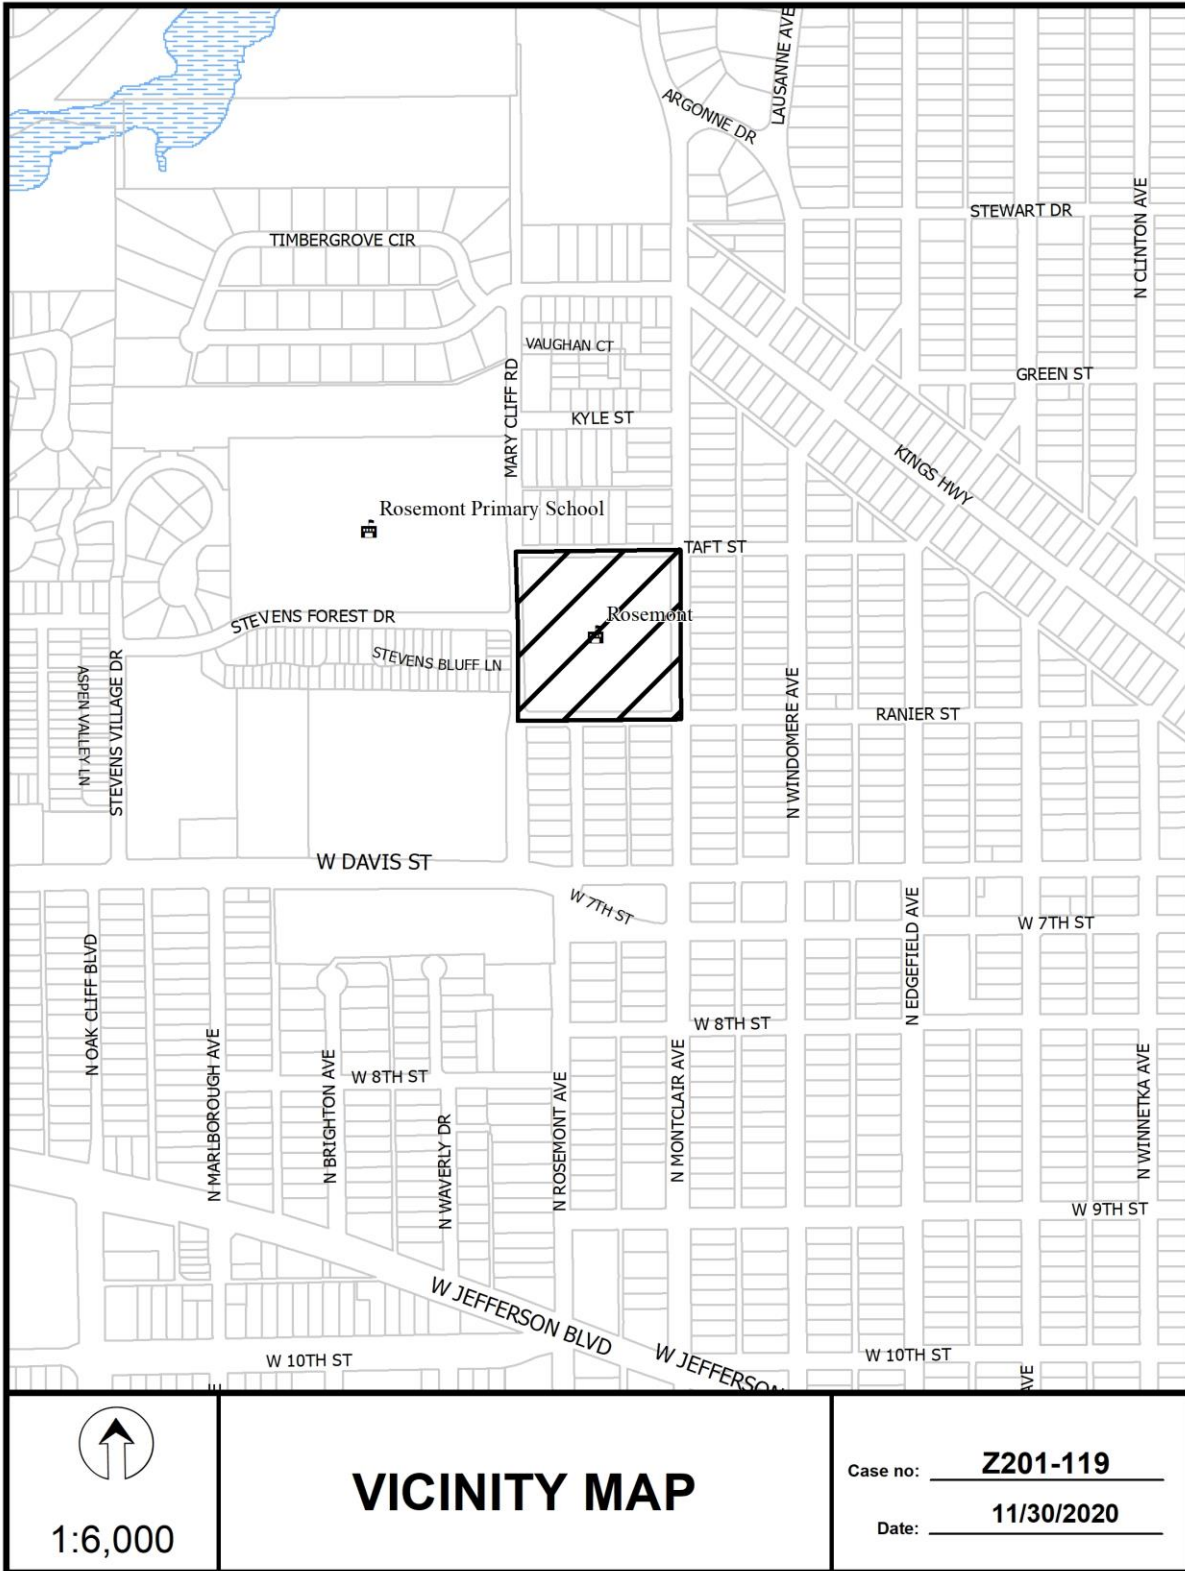 LAUSANNE AVE
ARGONNE DR
STEWART DR
N CLINTON AVE
TIMBERGROVE CIR
VAUGHAN CT
MARY CLIFF RD
GREEN ST
KYLE ST
KINGS HWY
Rosemont Primary School
TAFT ST
Rosemont
STEVENS FOREST DR
STEVENS BLUFF LN
ASPEN VALLEY LN
STEVENS VILLAGE DR
N WINDOMERE AVE
RANIER ST
W DAVIS ST
W 7TH ST
N EDGEFIELD AVE
W 7TH ST
N OAK CLIFF BLVD
W 8TH ST
N MARLBOROUGH AVE
N BRIGHTON AVE
W 8TH ST
N WAVERLY DR
N ROSEMONT AVE
N MONTCLAIR AVE
N WINNETKA AVE
W 9TH ST
W JEFFERSON BLVD
W JEFFERSON
W 10TH ST
W 10TH ST
AVE
1:6,000
VICINITY MAP
Case no: Z201-119
Date: 11/30/2020